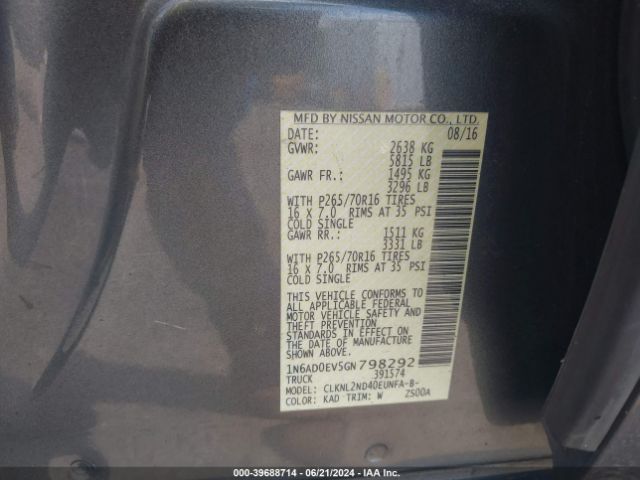 MFD BY NISSAN MOTOR CO., LTD.
DATE: 08/16
GVWR: 2638 KG
5815 LB
GAWR FR.: 1495 KG
3296 LB
WITH P265/70R16 TIRES
16 X 7.0 RIMS AT 35 PSI
COLD SINGLE
GAWR RR.: 1511 KG
3331 LB
WITH P265/70R16 TIRES
16 X 7.0 RIMS AT 35 PSI
COLD SINGLE
THIS VEHICLE CONFORMS TO
ALL APPLICABLE FEDERAL
MOTOR VEHICLE SAFETY AND
THEFT PREVENTION
STANDARDS IN EFFECT ON
DATE OF MANUFACTURE
SHOWN ABOVE.
1N6AD0EV5GN798292
TRUCK 391574
MODEL: CLKNL2ND40EUNFA-B-
COLOR: KAD TRIM: W ZS00A
000-39688714 / 06/21/2024 / IAA Inc.